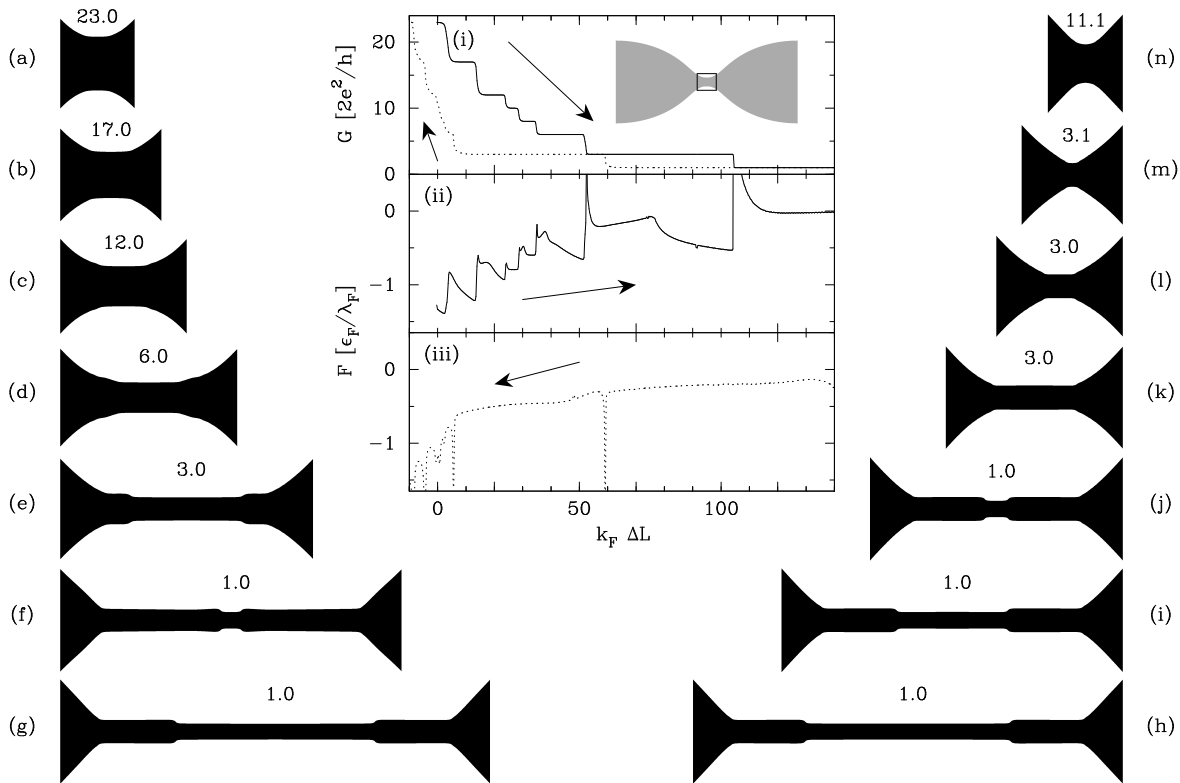 23.0
(a)
17.0
(b)
12.0
(c)
6.0
(d)
3.0
(e)
1.0
(f)
1.0
(g)
(i)
20
10
0
G [2e²/h]
(ii)
0
−1
F [ϵ_F/λ_F]
(iii)
0
−1
0 50 100
k_F ΔL
11.1
(n)
3.1
(m)
3.0
(l)
3.0
(k)
1.0
(j)
1.0
(i)
1.0
(h)